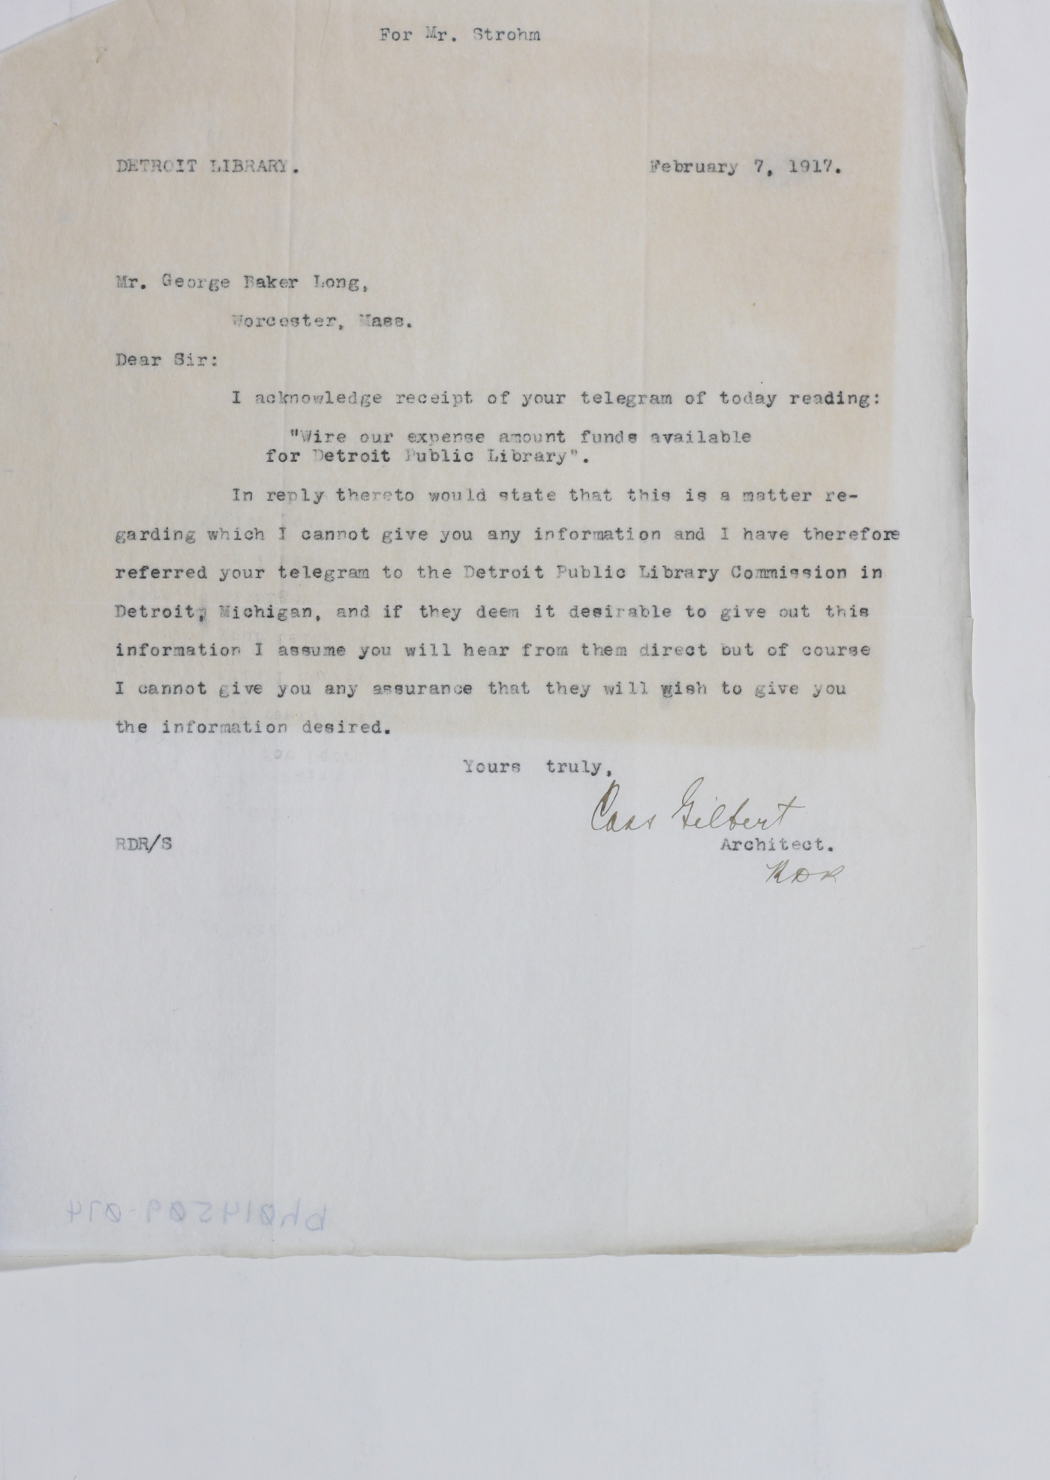 For Mr. Strohm
DETROIT LIBRARY. February 7, 1917.
Mr. George Baker Long,
Worcester, Mass.
Dear Sir:
I acknowledge receipt of your telegram of today reading:
"Wire our expense amount funds available
for Detroit Public Library".
In reply thereto would state that this is a matter re-
garding which I cannot give you any information and I have therefore
referred your telegram to the Detroit Public Library Commission in
Detroit, Michigan, and if they deem it desirable to give out this
information I assume you will hear from them direct but of course
I cannot give you any assurance that they will wish to give you
the information desired.
Yours truly,
Cass Gilbert
RDR/S Architect.
RDR